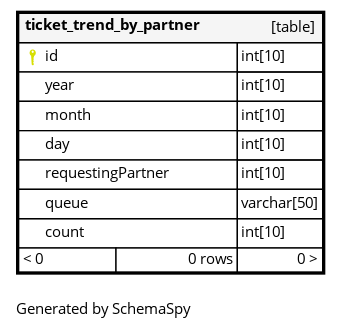 ticket_trend_by_partner [table]
id int[10]
year int[10]
month int[10]
day int[10]
requestingPartner int[10]
queue varchar[50]
count int[10]
< 0 0 rows 0 >
Generated by SchemaSpy